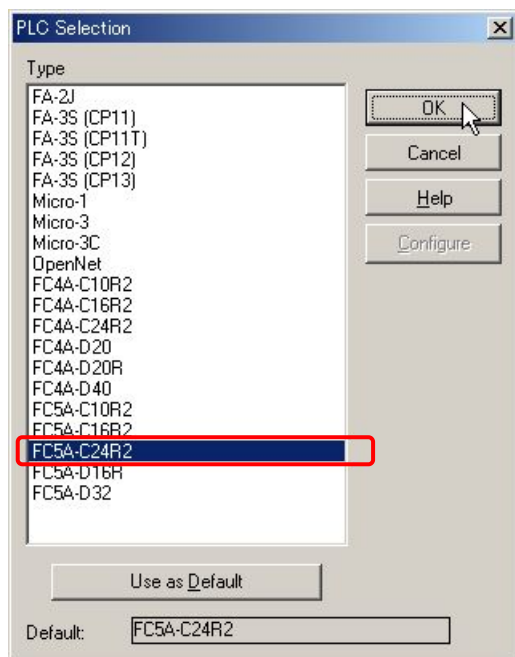 PLC Selection
Type
FA-2J
FA-3S (CP11)
FA-3S (CP11T)
FA-3S (CP12)
FA-3S (CP13)
Micro-1
Micro-3
Micro-3C
OpenNet
FC4A-C10R2
FC4A-C16R2
FC4A-C24R2
FC4A-D20
FC4A-D20R
FC4A-D40
FC5A-C10R2
FC5A-C16R2
FC5A-C24R2
FC5A-D16R
FC5A-D32
OK
Cancel
Help
Configure
Use as Default
Default: FC5A-C24R2